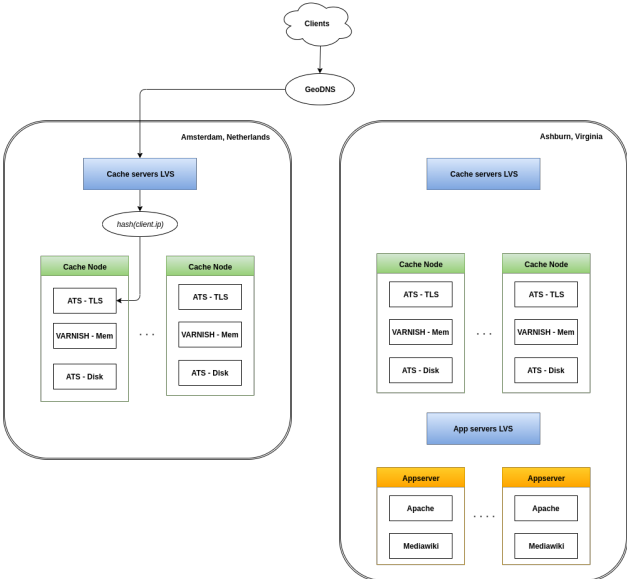 Clients
GeoDNS
Amsterdam, Netherlands
Cache servers LVS
hash(client.ip)
Cache Node
ATS - TLS
VARNISH - Mem
ATS - Disk
. . .
Cache Node
ATS - TLS
VARNISH - Mem
ATS - Disk
Ashburn, Virginia
Cache servers LVS
Cache Node
ATS - TLS
VARNISH - Mem
ATS - Disk
. . .
Cache Node
ATS - TLS
VARNISH - Mem
ATS - Disk
App servers LVS
Appserver
Apache
Mediawiki
. . . .
Appserver
Apache
Mediawiki